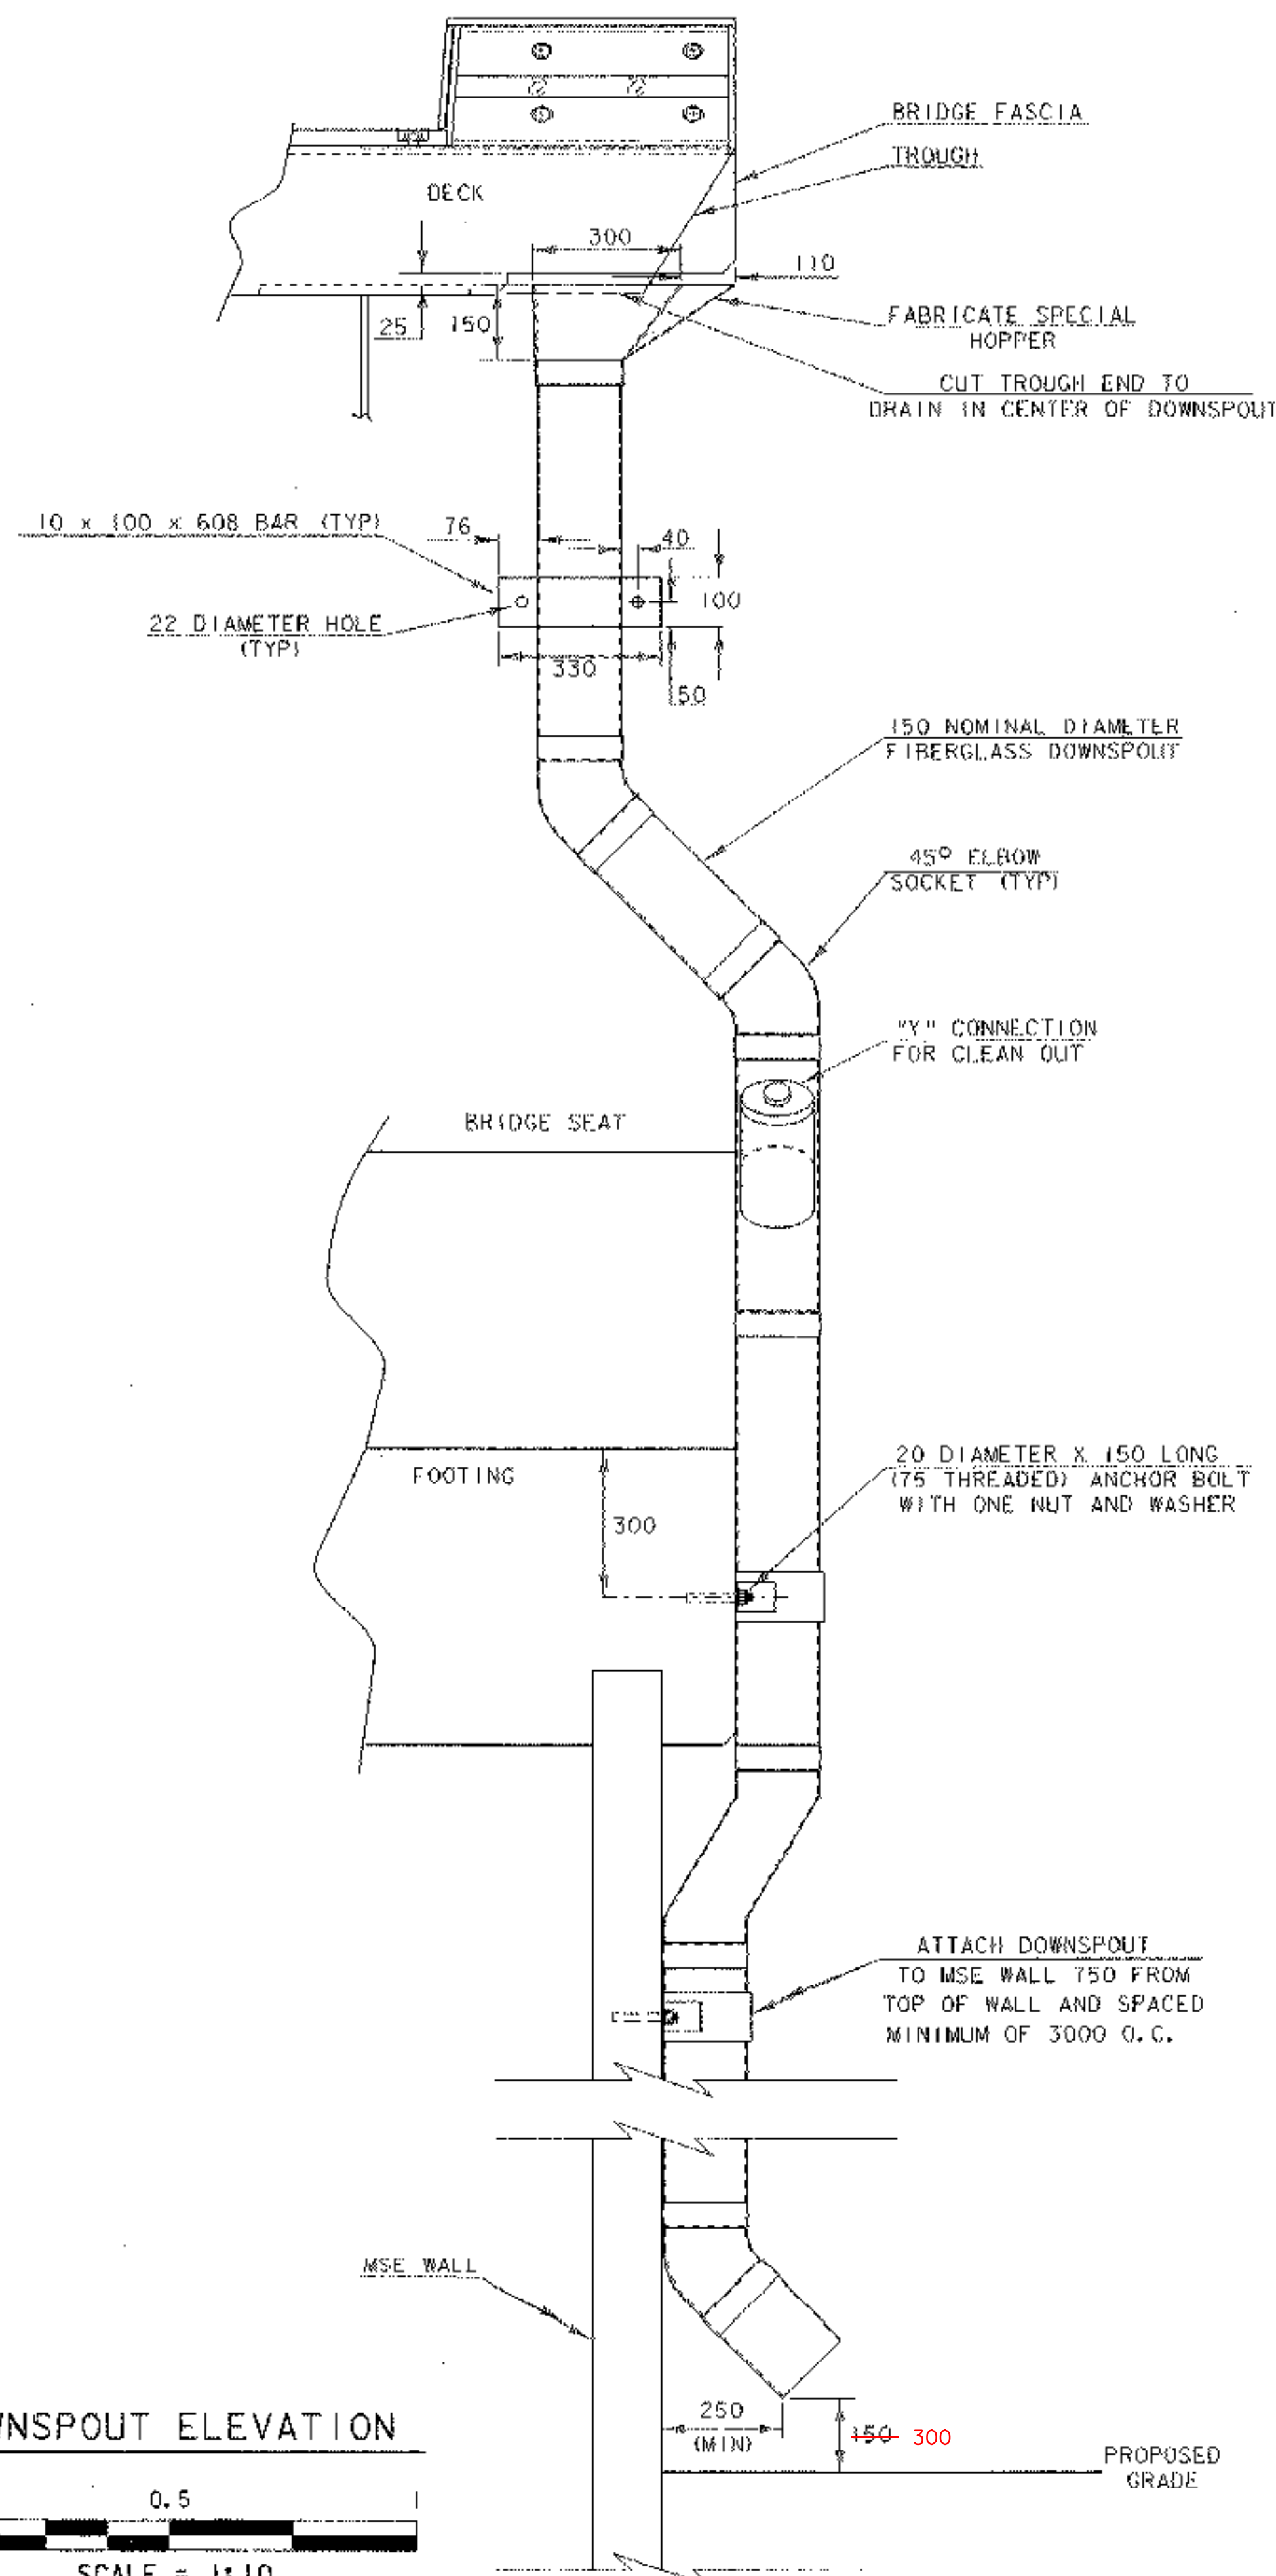 BRIDGE FASCIA
TROUGH
DECK
300
110
25
150
FABRICATE SPECIAL
HOPPER
CUT TROUGH END TO
DRAIN IN CENTER OF DOWNSPOUT
10 x 100 x 608 BAR (TYP)
76
40
100
22 DIAMETER HOLE
(TYP)
330
50
150 NOMINAL DIAMETER
FIBERGLASS DOWNSPOUT
45° ELBOW
SOCKET (TYP)
"Y" CONNECTION
FOR CLEAN OUT
BRIDGE SEAT
FOOTING
300
20 DIAMETER X 150 LONG
(75 THREADED) ANCHOR BOLT
WITH ONE NUT AND WASHER
ATTACH DOWNSPOUT
TO MSE WALL 750 FROM
TOP OF WALL AND SPACED
MINIMUM OF 3000 O.C.
MSE WALL
250
(MIN)
150 300
PROPOSED
GRADE
WNSPOUT ELEVATION
0.5
1
SCALE = 1:10